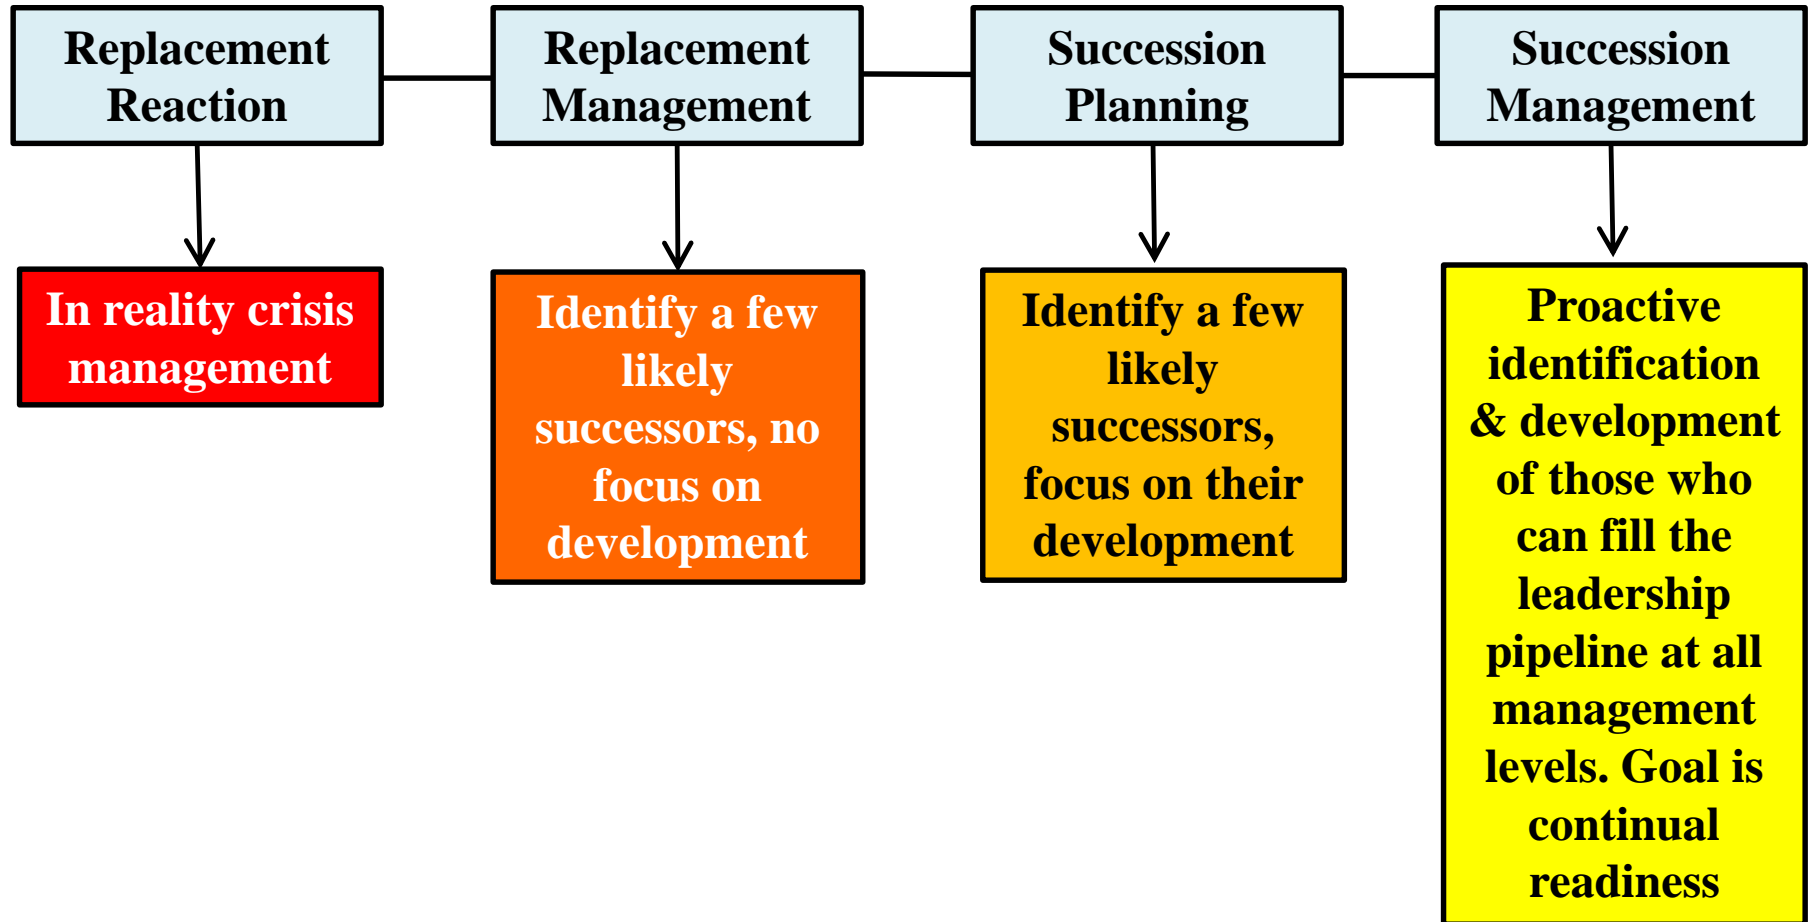 Replacement
Reaction
Replacement
Management
Succession
Planning
Succession
Management
In reality crisis
management
Identify a few
likely
successors, no
focus on
development
Identify a few
likely
successors,
focus on their
development
Proactive
identification
& development
of those who
can fill the
leadership
pipeline at all
management
levels. Goal is
continual
readiness